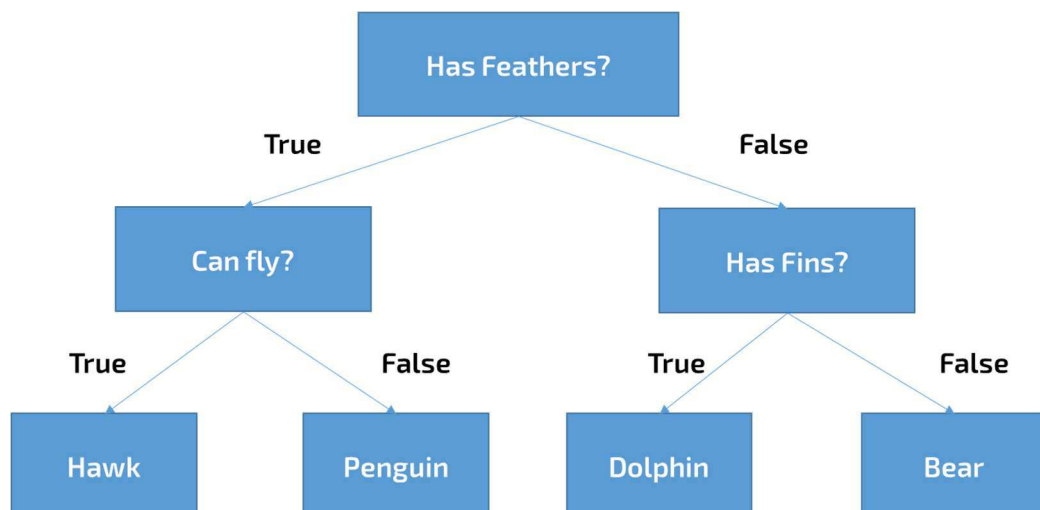 Has Feathers?
True
False
Can fly?
Has Fins?
True
False
True
False
Hawk
Penguin
Dolphin
Bear